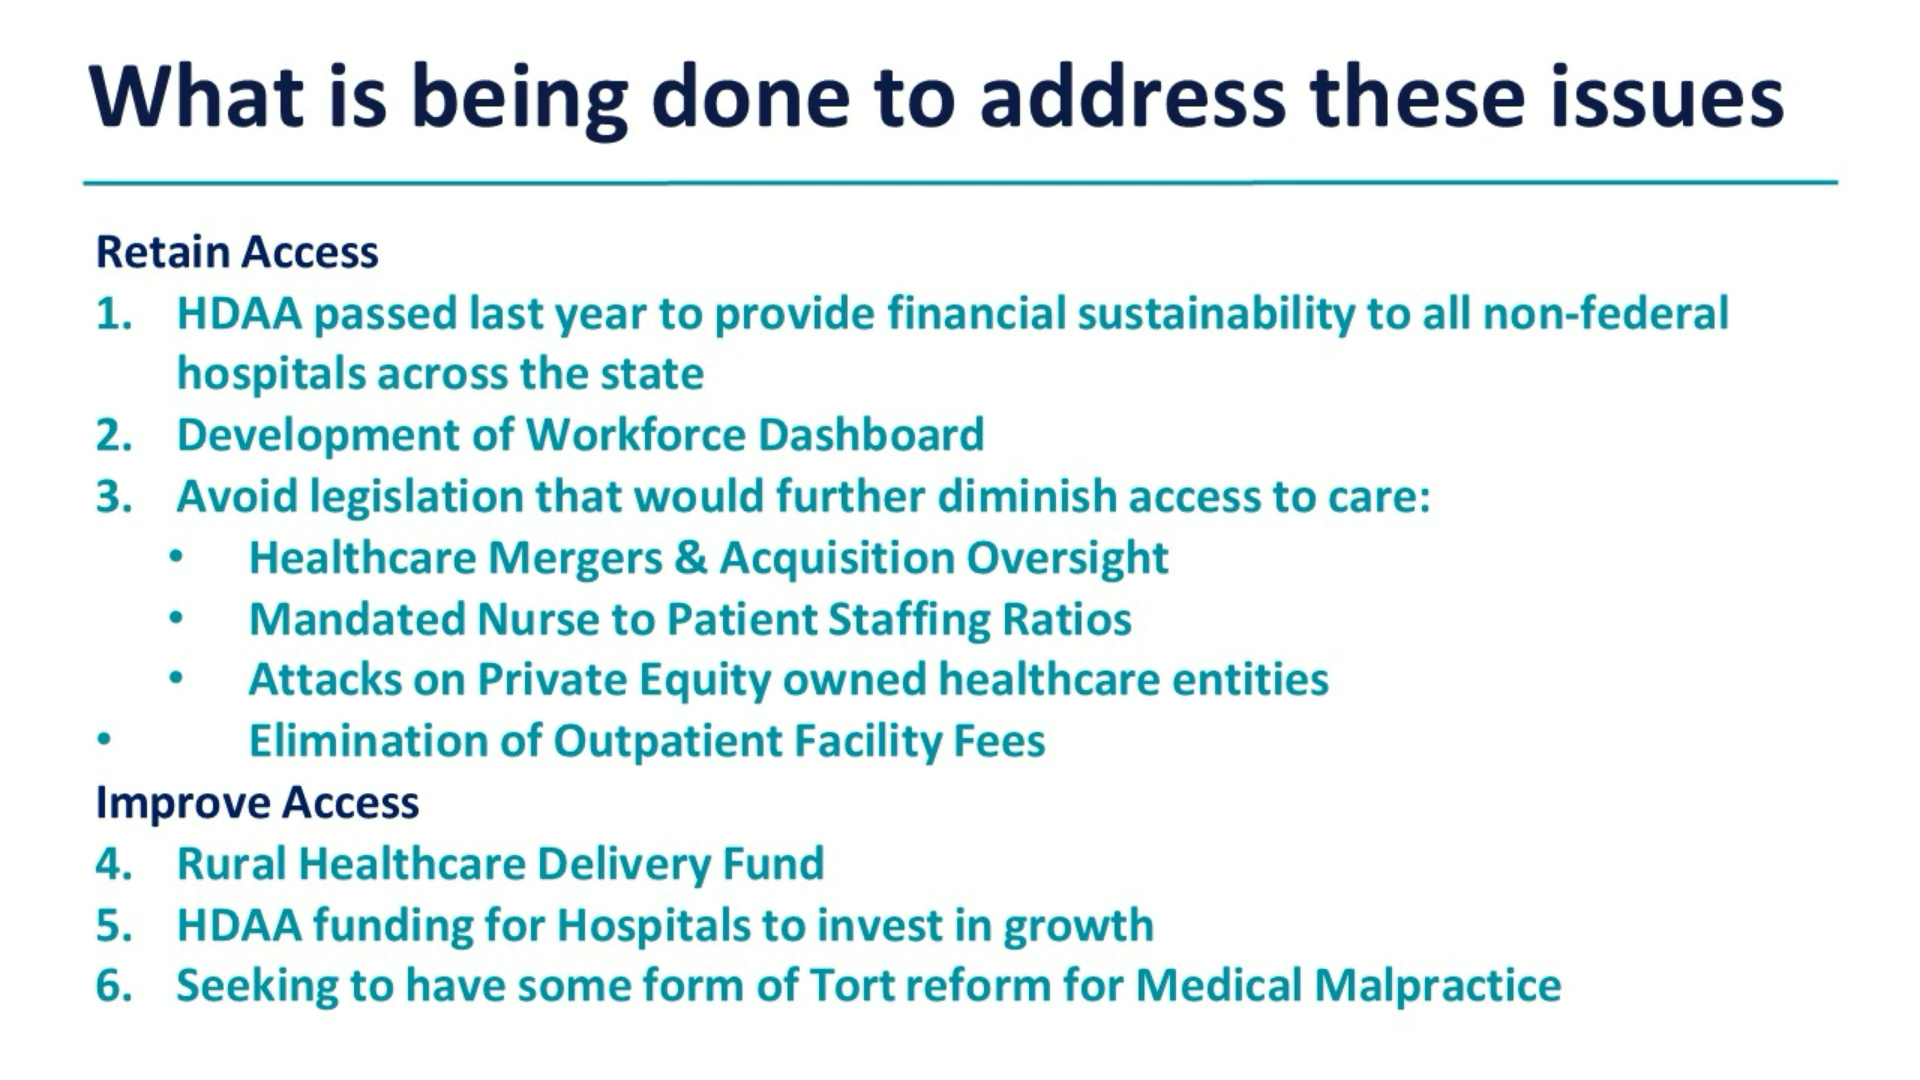 What is being done to address these issues
Retain Access
1. HDAA passed last year to provide financial sustainability to all non-federal
hospitals across the state
2. Development of Workforce Dashboard
3. Avoid legislation that would further diminish access to care:
• Healthcare Mergers & Acquisition Oversight
• Mandated Nurse to Patient Staffing Ratios
• Attacks on Private Equity owned healthcare entities
• Elimination of Outpatient Facility Fees
Improve Access
4. Rural Healthcare Delivery Fund
5. HDAA funding for Hospitals to invest in growth
6. Seeking to have some form of Tort reform for Medical Malpractice